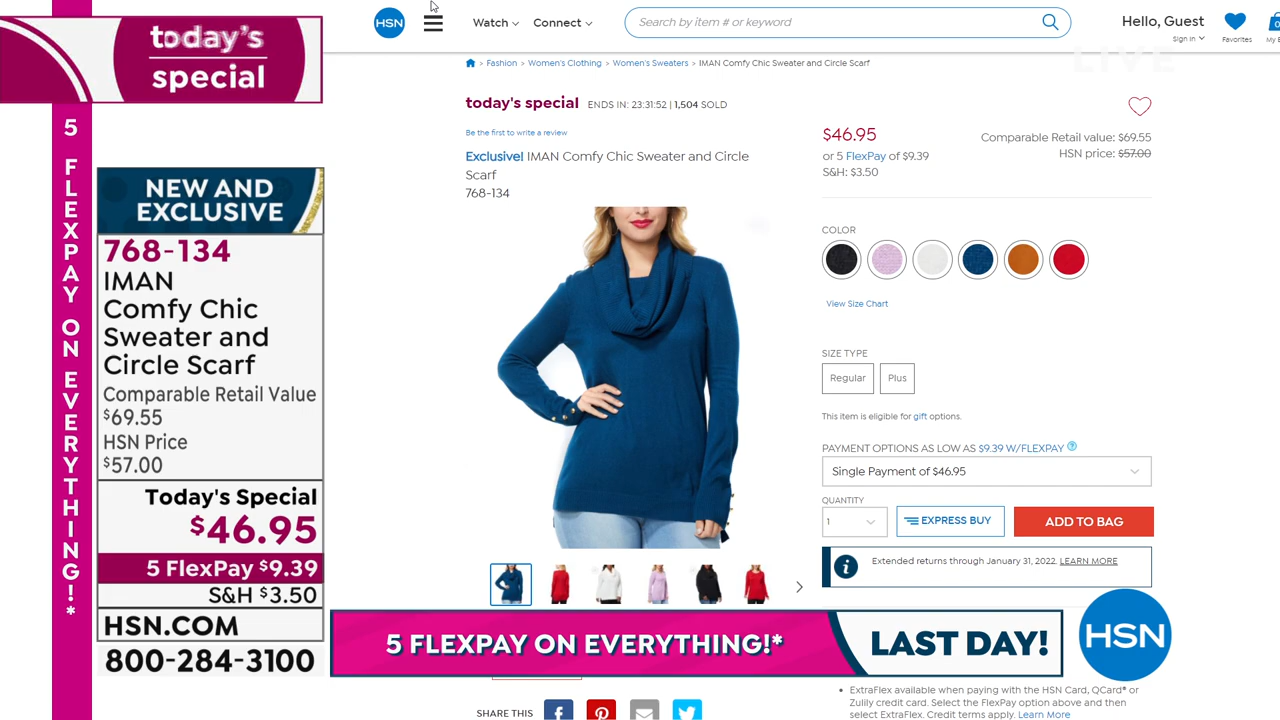 today's
special
5 FLEXPAY ON EVERYTHING!*
NEW AND
EXCLUSIVE
768-134
IMAN
Comfy Chic
Sweater and
Circle Scarf
Comparable Retail Value
$69.55
HSN Price
$57.00
Today's Special
$46.95
5 FlexPay $9.39
S&H $3.50
HSN.COM
800-284-3100
HSN
Watch
Connect
Search by item # or keyword
Hello, Guest
Sign In
Favorites
0
LIVE
> Fashion > Women's Clothing > Women's Sweaters > IMAN Comfy Chic Sweater and Circle Scarf
today's special ENDS IN: 23:31:52 | 1,504 SOLD
Be the first to write a review
Exclusive! IMAN Comfy Chic Sweater and Circle
Scarf
768-134
$46.95
or 5 FlexPay of $9.39
S&H: $3.50
Comparable Retail value: $69.55
HSN price: $57.00
COLOR
View Size Chart
SIZE TYPE
Regular
Plus
This item is eligible for gift options.
PAYMENT OPTIONS AS LOW AS $9.39 W/FLEXPAY ?
Single Payment of $46.95
QUANTITY
1
EXPRESS BUY
ADD TO BAG
Extended returns through January 31, 2022. LEARN MORE
5 FLEXPAY ON EVERYTHING!*
LAST DAY!
HSN
• ExtraFlex available when paying with the HSN Card, QCard® or
Zulily credit card. Select the FlexPay option above and then
select ExtraFlex. Credit terms apply. Learn More
SHARE THIS